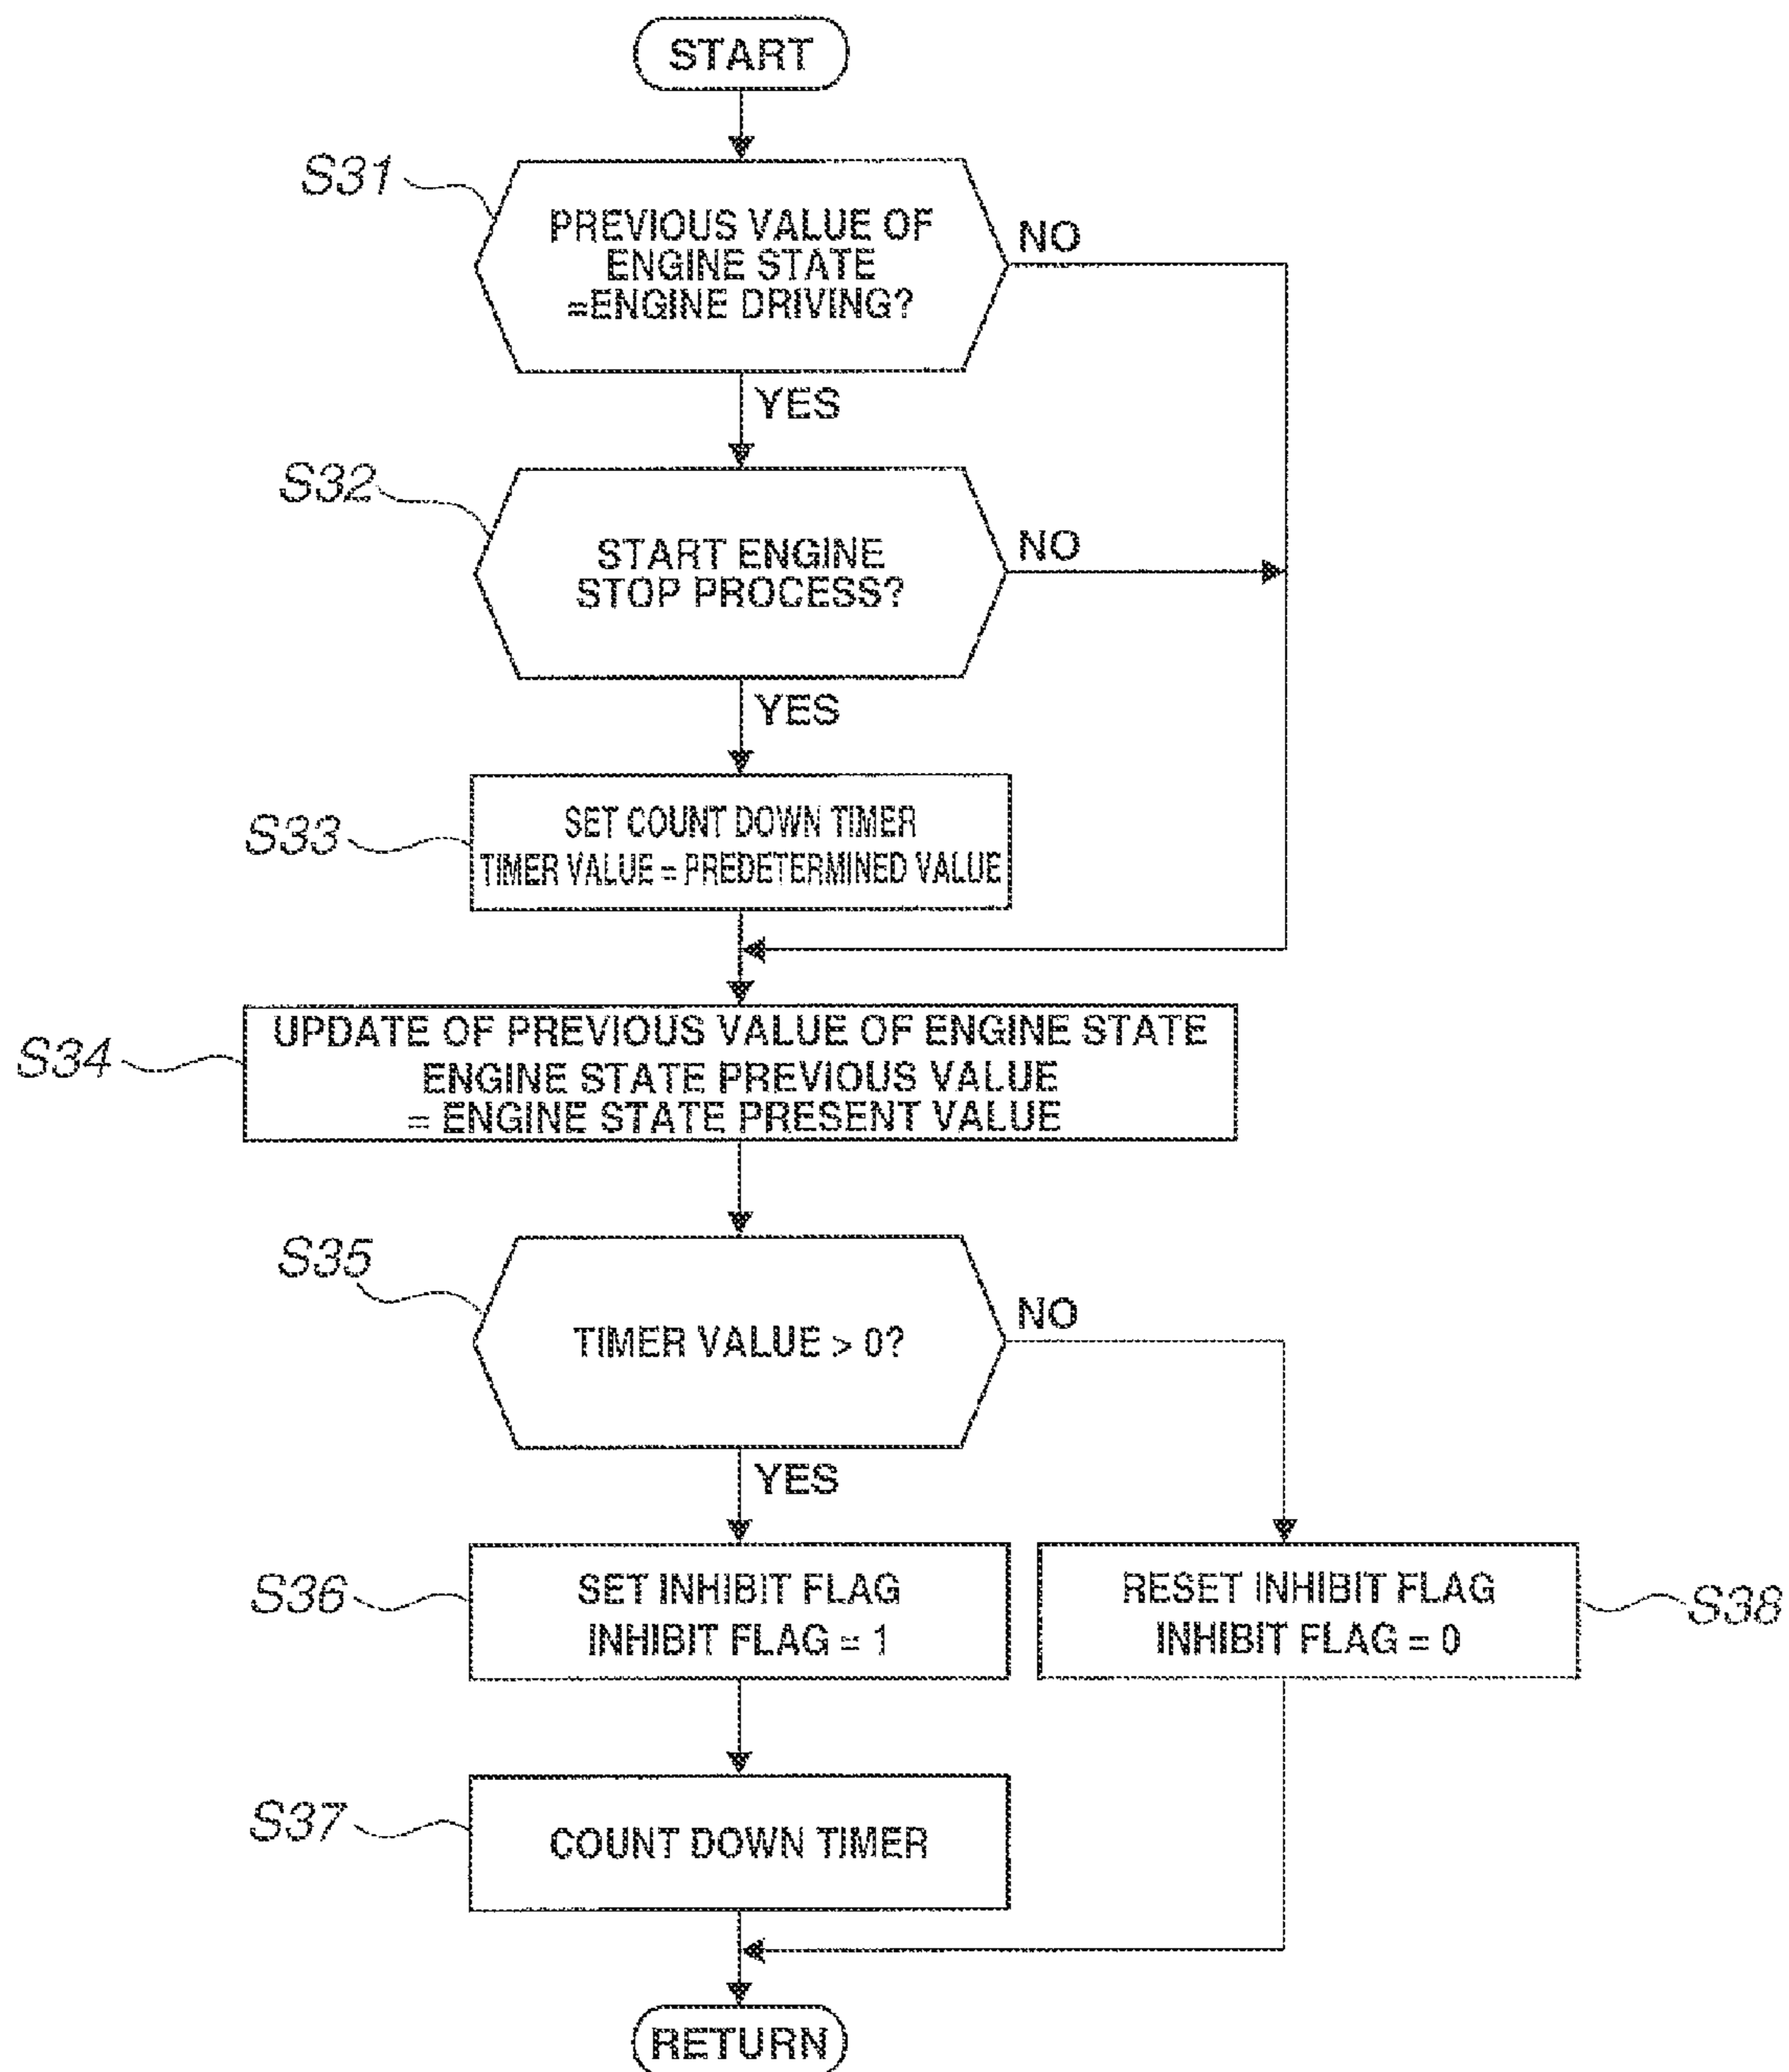 START
S31
PREVIOUS VALUE OF
ENGINE STATE
=ENGINE DRIVING?
NO
YES
S32
START ENGINE
STOP PROCESS?
NO
YES
S33
SET COUNT DOWN TIMER
TIMER VALUE = PREDETERMINED VALUE
S34
UPDATE OF PREVIOUS VALUE OF ENGINE STATE
ENGINE STATE PREVIOUS VALUE
= ENGINE STATE PRESENT VALUE
S35
TIMER VALUE > 0?
NO
YES
S36
SET INHIBIT FLAG
INHIBIT FLAG = 1
RESET INHIBIT FLAG
INHIBIT FLAG = 0
S38
S37
COUNT DOWN TIMER
RETURN